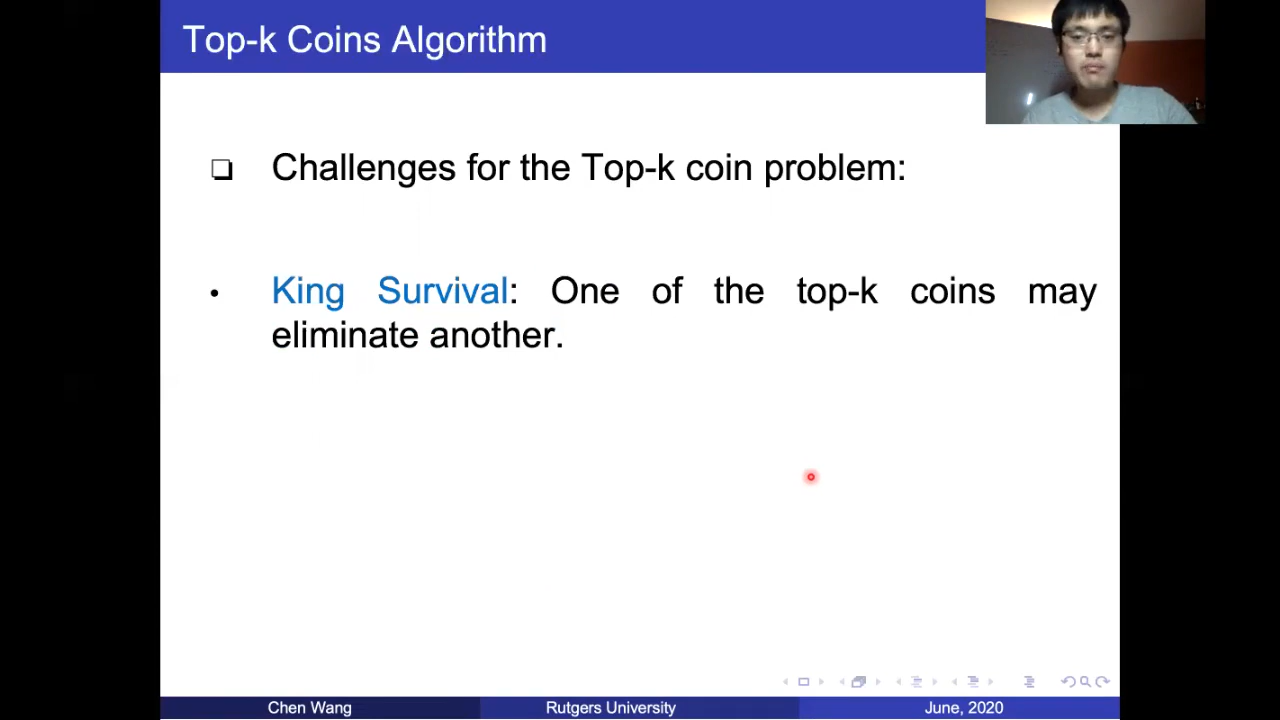 Top-k Coins Algorithm
❑ Challenges for the Top-k coin problem:
• King Survival: One of the top-k coins may
eliminate another.
Chen Wang Rutgers University June, 2020